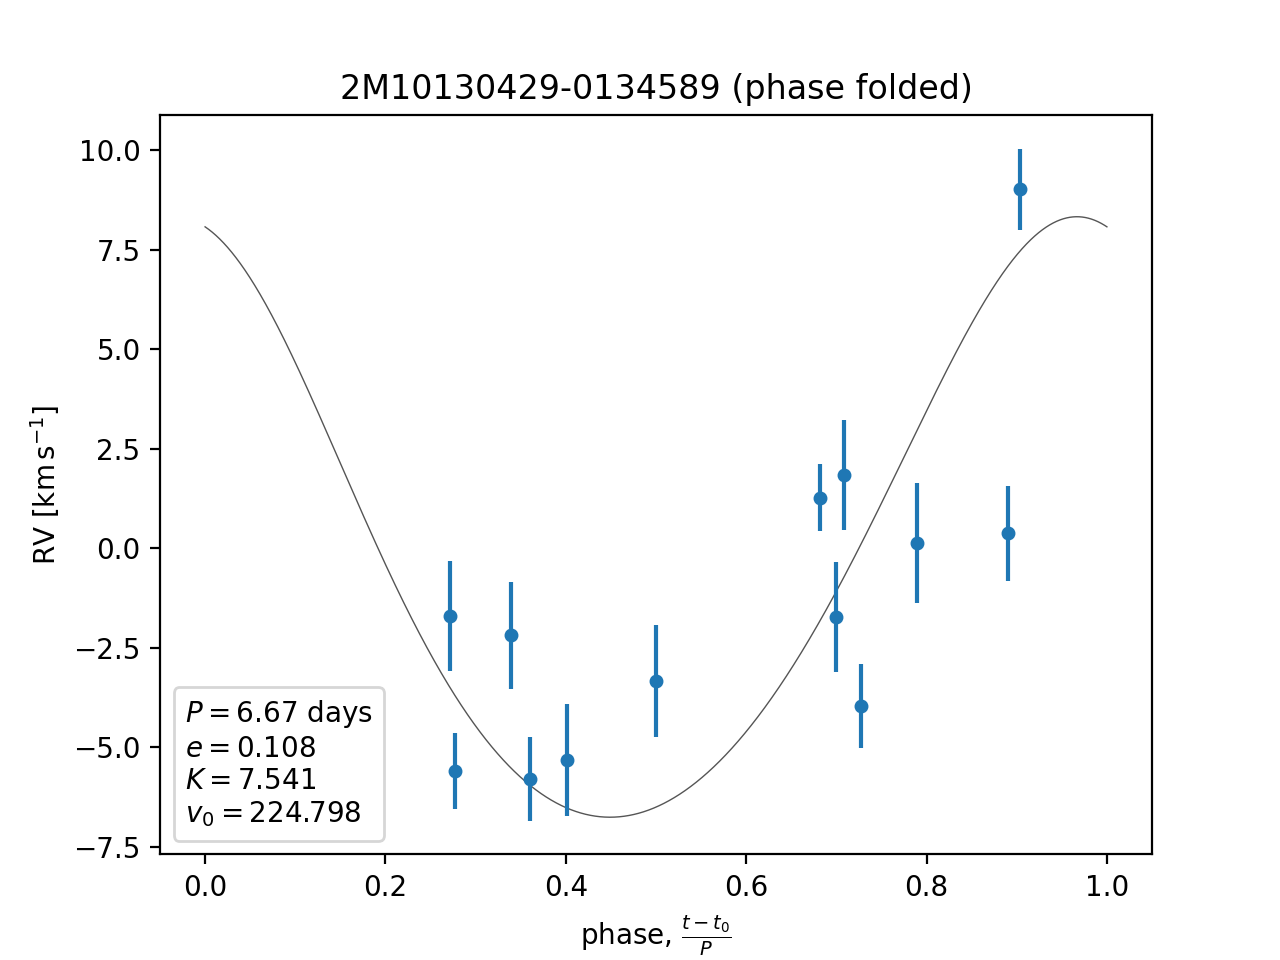 2M10130429-0134589 (phase folded)
10.0
7.5
5.0
2.5
0.0
−2.5
−5.0
−7.5
RV [km s⁻¹]
P = 6.67 days
e = 0.108
K = 7.541
v₀ = 224.798
0.0 0.2 0.4 0.6 0.8 1.0
phase, (t − t₀)/P